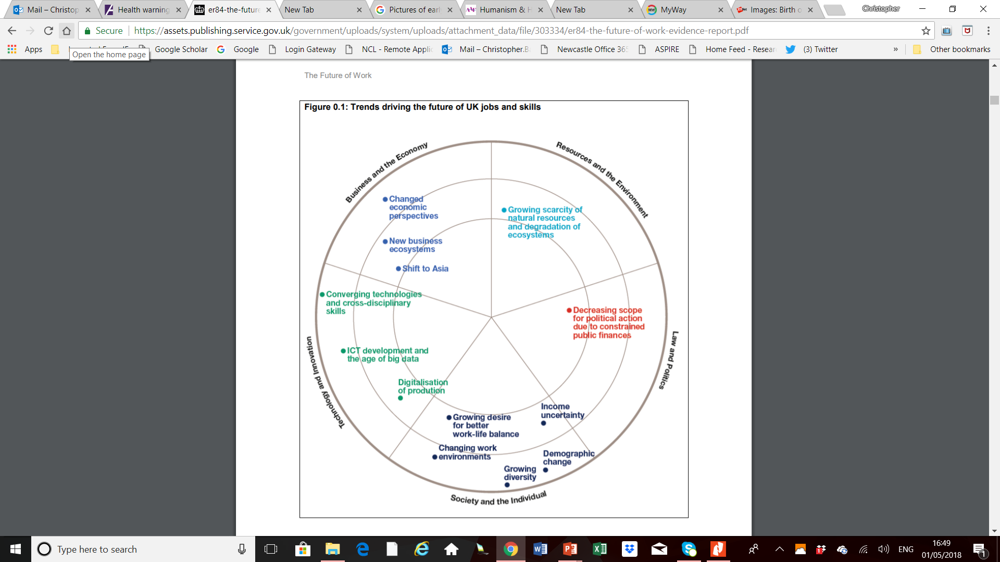 Mail – Christop
Health warning
er84-the-future
New Tab
Pictures of earl
Humanism & H
New Tab
MyWay
Images: Birth o
Christopher
Secure
https://assets.publishing.service.gov.uk/government/uploads/system/uploads/attachment_data/file/303334/er84-the-future-of-work-evidence-report.pdf
Apps
Google Scholar
Google
Login Gateway
NCL - Remote Applic
Mail – Christopher.B
Newcastle Office 365
ASPIRE
Home Feed - Resear
(3) Twitter
»
Other bookmarks
Open the home page
The Future of Work
Figure 0.1: Trends driving the future of UK jobs and skills
Business and the Economy
Resources and the Environment
Changed
economic
perspectives
New business
ecosystems
Shift to Asia
Growing scarcity of
natural resources
and degradation of
ecosystems
Converging technologies
and cross-disciplinary
skills
ICT development and
the age of big data
Digitalisation
of prodution
Technology and Innovation
Decreasing scope
for political action
due to constrained
public finances
Law and Politics
Income
uncertainty
Growing desire
for better
work-life balance
Changing work
environments
Demographic
change
Growing
diversity
Society and the Individual
Type here to search
ENG
16:49
01/05/2018
1